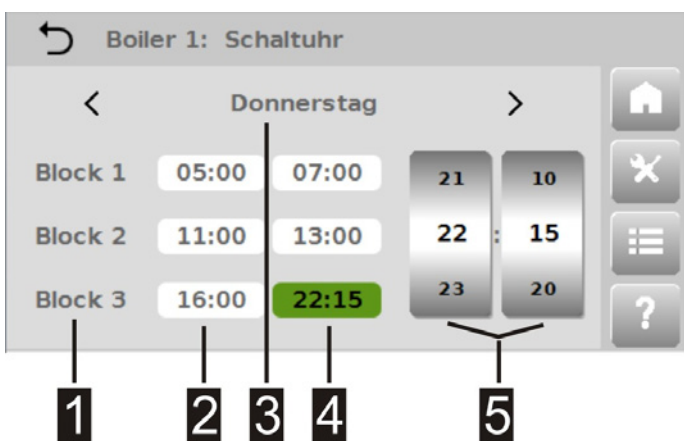 Boiler 1: Schaltuhr
< Donnerstag >
Block 1 05:00 07:00 21 10
Block 2 11:00 13:00 22 : 15
Block 3 16:00 22:15 23 20
?
1 2 3 4 5